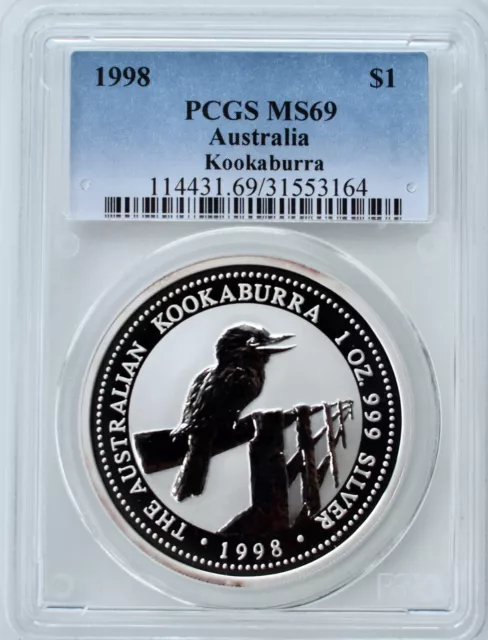 1998 $1
PCGS MS69
Australia
Kookaburra
114431.69/31553164
THE AUSTRALIAN KOOKABURRA 1 OZ. 999 SILVER
· 1998 ·